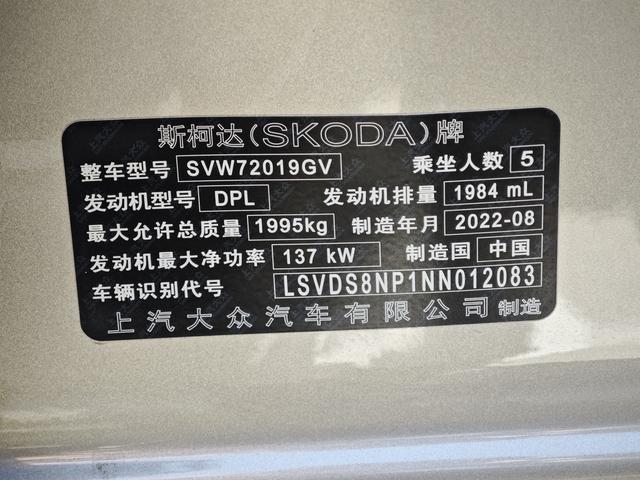 斯柯达(SKODA)牌
整车型号 SVW72019GV 乘坐人数 5
发动机型号 DPL 发动机排量 1984 mL
最大允许总质量 1995kg 制造年月 2022-08
发动机最大净功率 137 kW 制造国 中国
车辆识别代号 LSVDS8NP1NN012083
上汽大众汽车有限公司 制造